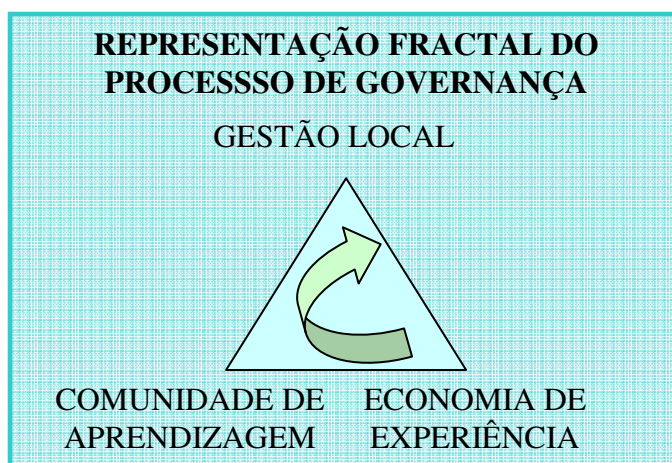 REPRESENTAÇÃO FRACTAL DO
PROCESSSO DE GOVERNANÇA
GESTÃO LOCAL
COMUNIDADE DE
APRENDIZAGEM
ECONOMIA DE
EXPERIÊNCIA